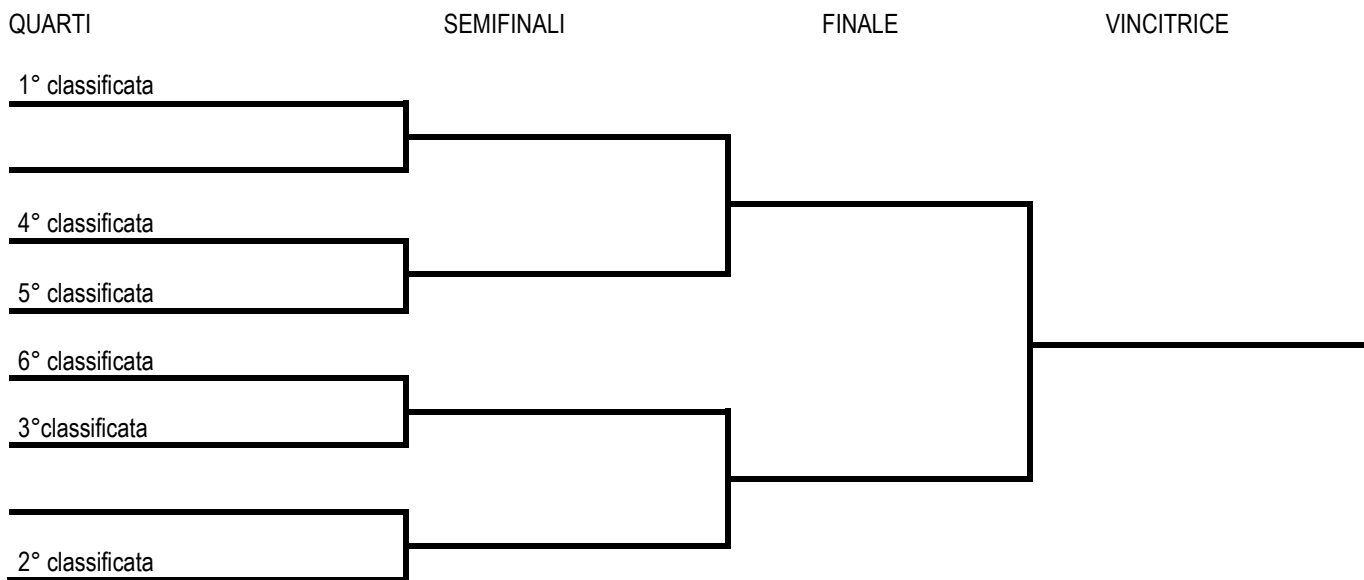 QUARTI SEMIFINALI FINALE VINCITRICE
1° classificata
4° classificata
5° classificata
6° classificata
3°classificata
2° classificata